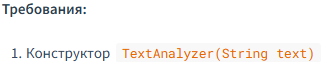 Требования:
1. Конструктор TextAnalyzer(String text)